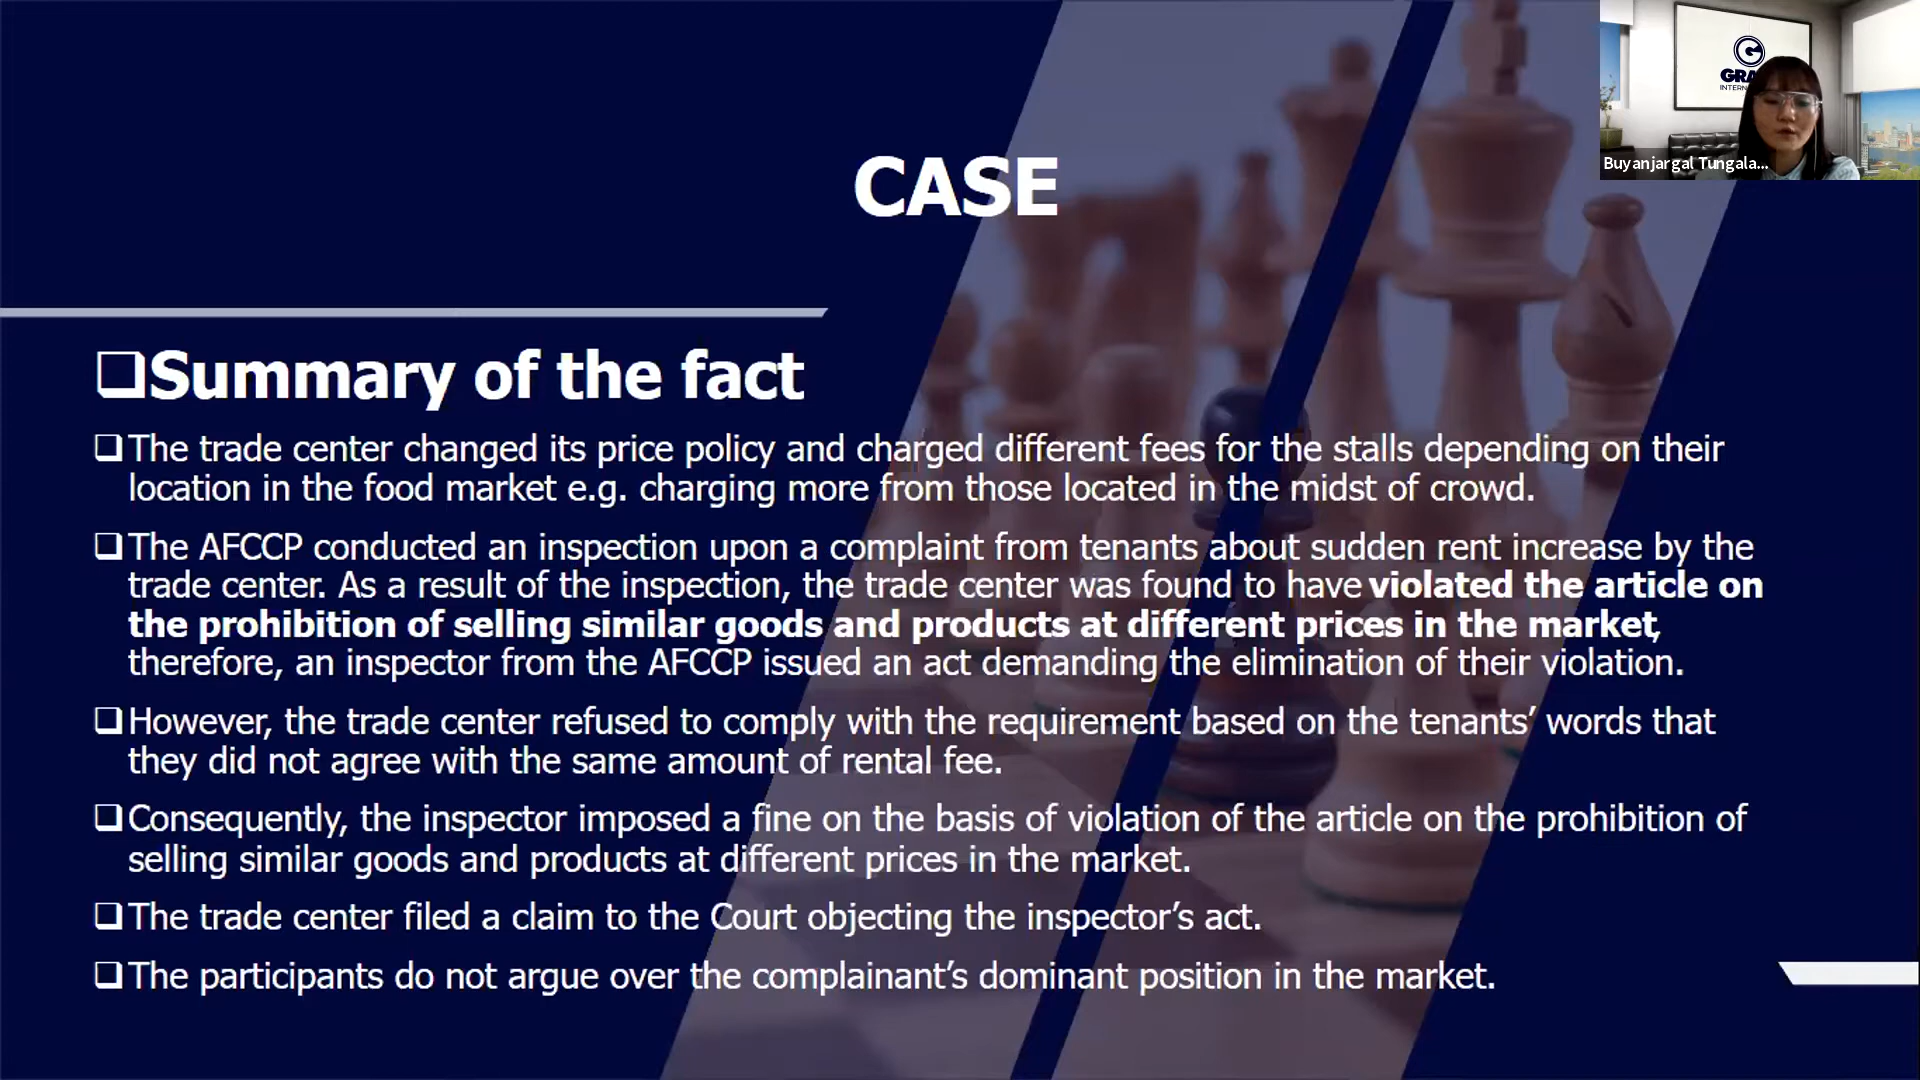 CASE
GRA
INTERN
Buyanjargal Tungala...
❑Summary of the fact
❑The trade center changed its price policy and charged different fees for the stalls depending on their
location in the food market e.g. charging more from those located in the midst of crowd.
❑The AFCCP conducted an inspection upon a complaint from tenants about sudden rent increase by the
trade center. As a result of the inspection, the trade center was found to have violated the article on
the prohibition of selling similar goods and products at different prices in the market,
therefore, an inspector from the AFCCP issued an act demanding the elimination of their violation.
❑However, the trade center refused to comply with the requirement based on the tenants’ words that
they did not agree with the same amount of rental fee.
❑Consequently, the inspector imposed a fine on the basis of violation of the article on the prohibition of
selling similar goods and products at different prices in the market.
❑The trade center filed a claim to the Court objecting the inspector’s act.
❑The participants do not argue over the complainant’s dominant position in the market.